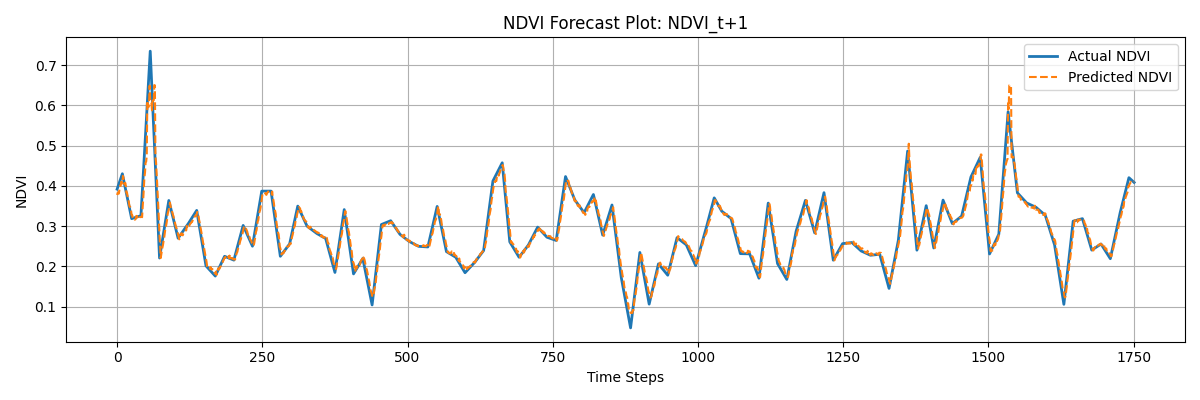 NDVI Forecast Plot: NDVI_t+1
Actual NDVI
Predicted NDVI
NDVI
0.7
0.6
0.5
0.4
0.3
0.2
0.1
0 250 500 750 1000 1250 1500 1750
Time Steps